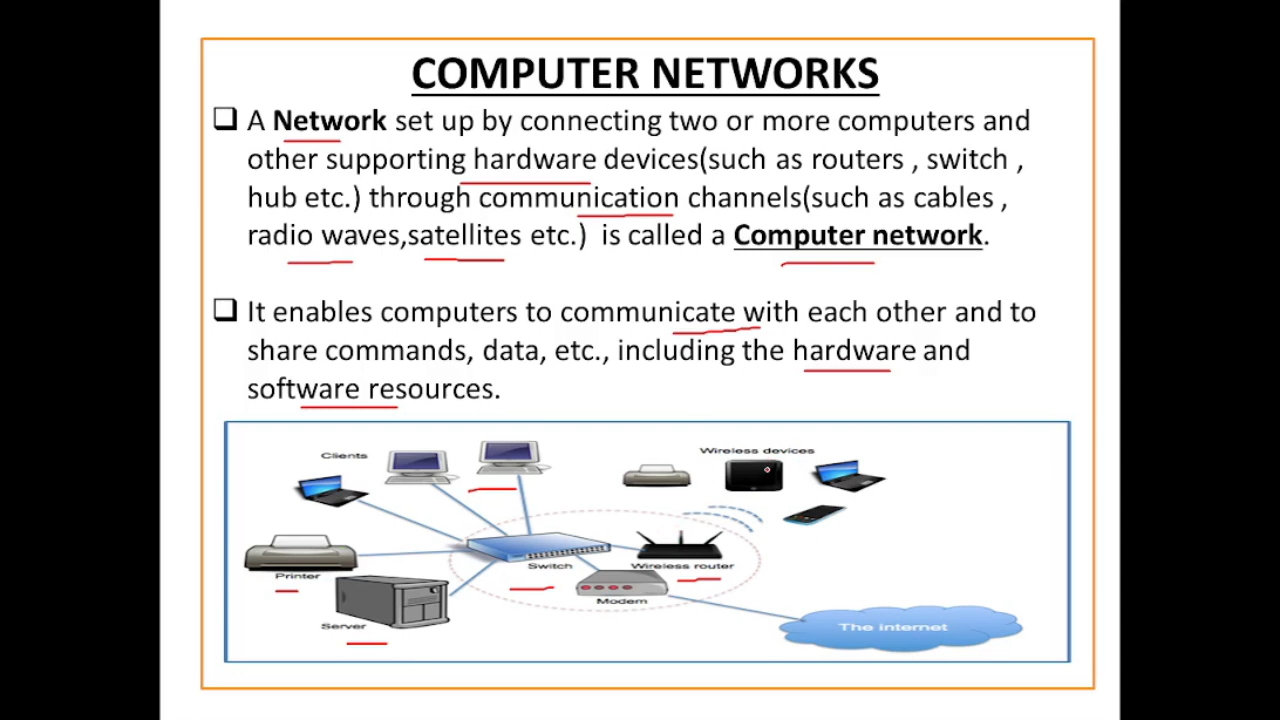 COMPUTER NETWORKS
❑ A Network set up by connecting two or more computers and
other supporting hardware devices(such as routers , switch ,
hub etc.) through communication channels(such as cables ,
radio waves,satellites etc.) is called a Computer network.
❑ It enables computers to communicate with each other and to
share commands, data, etc., including the hardware and
software resources.
Clients
Wireless devices
Switch
Wireless router
Printer
Modem
Server
The internet